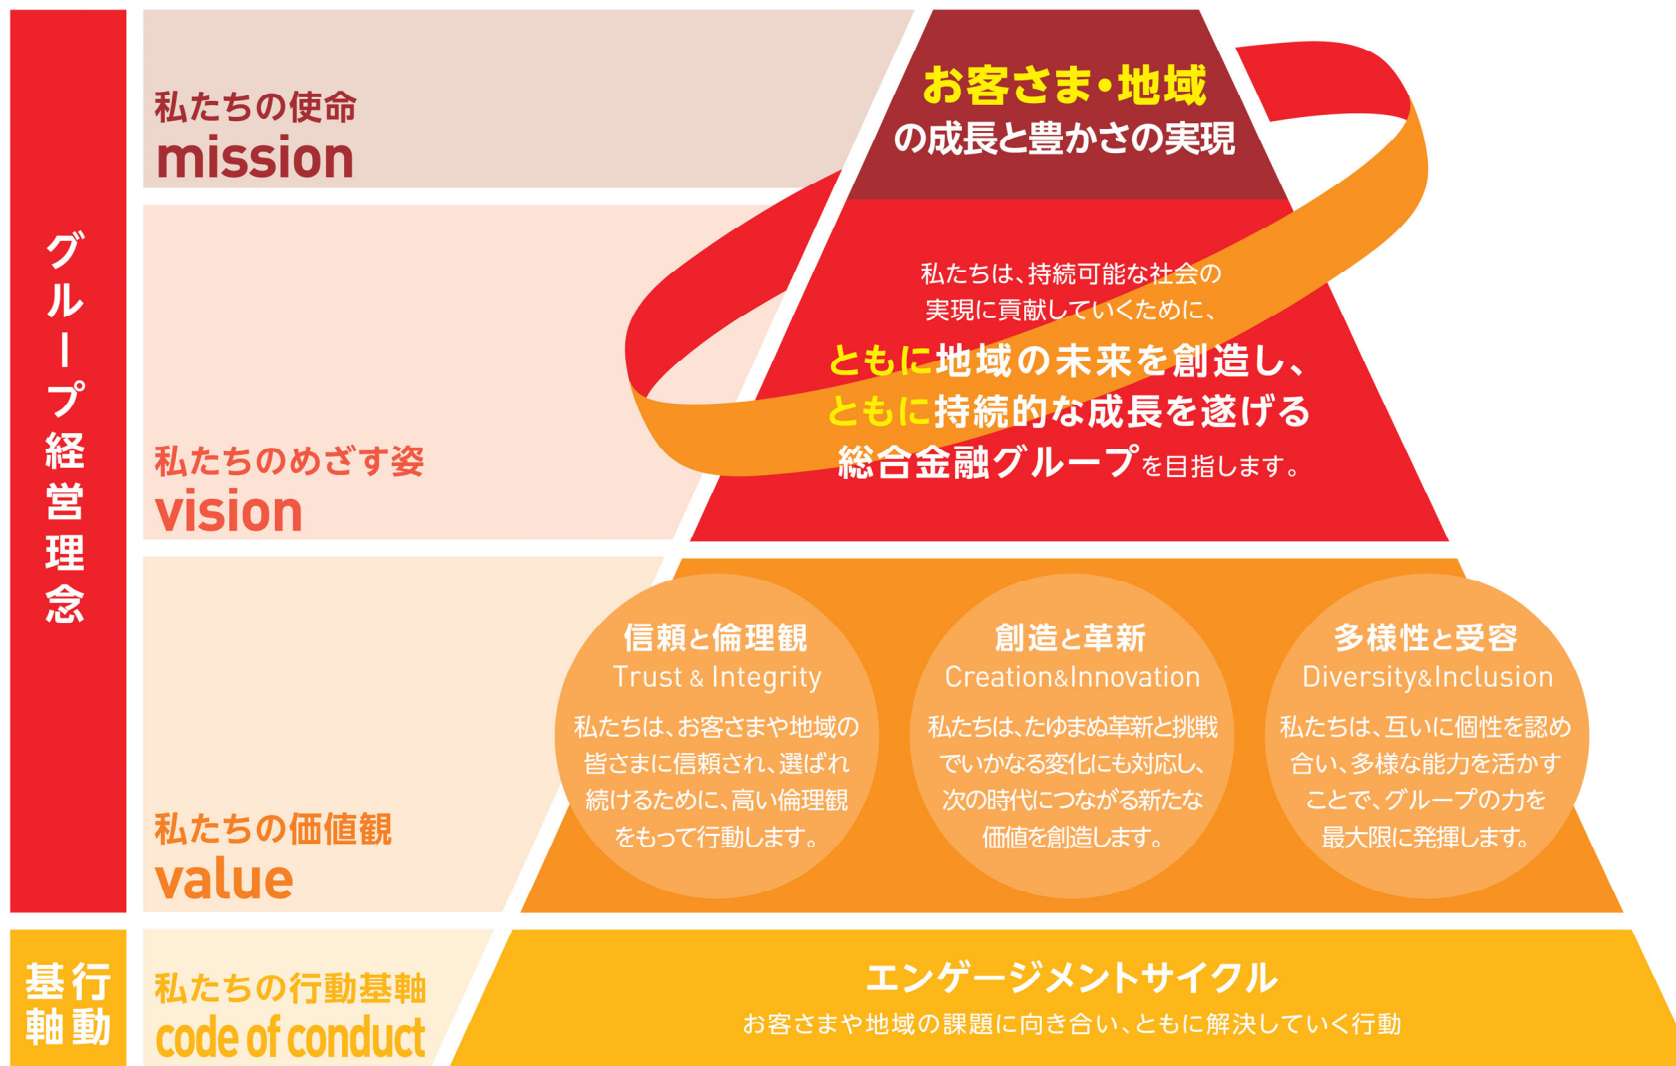 グループ経営理念
私たちの使命
mission
お客さま・地域
の成長と豊かさの実現
私たちのめざす姿
vision
私たちは、持続可能な社会の
実現に貢献していくために、
ともに地域の未来を創造し、
ともに持続的な成長を遂げる
総合金融グループを目指します。
私たちの価値観
value
信頼と倫理観
Trust & Integrity
私たちは、お客さまや地域の
皆さまに信頼され、選ばれ
続けるために、高い倫理観
をもって行動します。
創造と革新
Creation&Innovation
私たちは、たゆまぬ革新と挑戦
でいかなる変化にも対応し、
次の時代につながる新たな
価値を創造します。
多様性と受容
Diversity&Inclusion
私たちは、互いに個性を認め
合い、多様な能力を活かす
ことで、グループの力を
最大限に発揮します。
行動
基軸
私たちの行動基軸
code of conduct
エンゲージメントサイクル
お客さまや地域の課題に向き合い、ともに解決していく行動